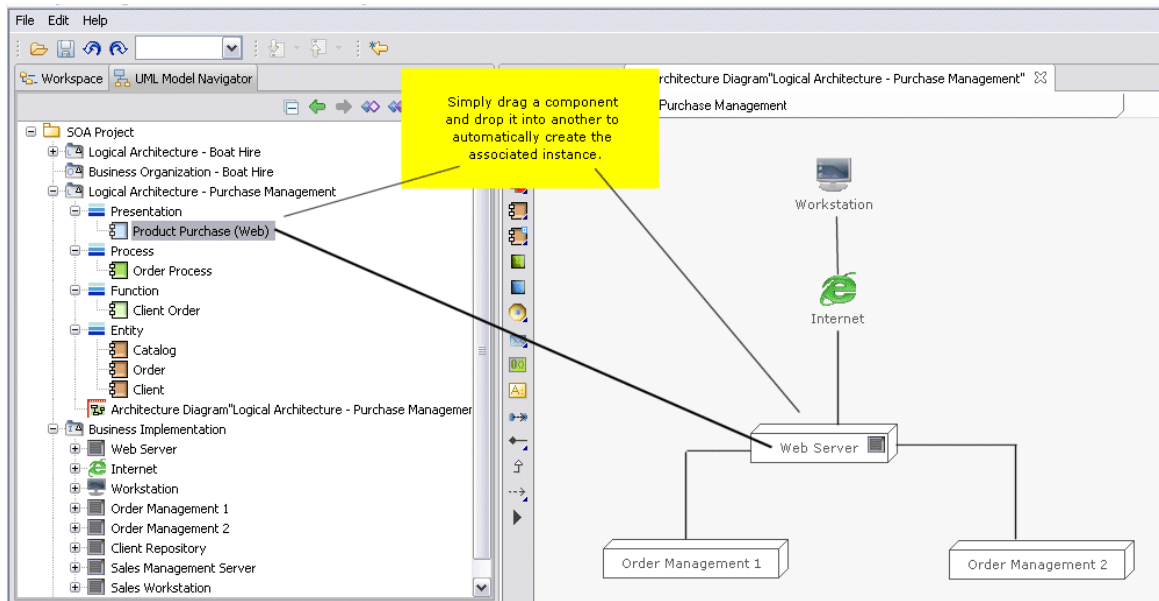 File Edit Help
Workspace UML Model Navigator
rchitecture Diagram"Logical Architecture - Purchase Management"
Purchase Management
Simply drag a component
and drop it into another to
automatically create the
associated instance.
SOA Project
Logical Architecture - Boat Hire
Business Organization - Boat Hire
Logical Architecture - Purchase Management
Presentation
Product Purchase (Web)
Process
Order Process
Function
Client Order
Entity
Catalog
Order
Client
Architecture Diagram"Logical Architecture - Purchase Managemer
Business Implementation
Web Server
Internet
Workstation
Order Management 1
Order Management 2
Client Repository
Sales Management Server
Sales Workstation
Workstation
Internet
Web Server
Order Management 1
Order Management 2